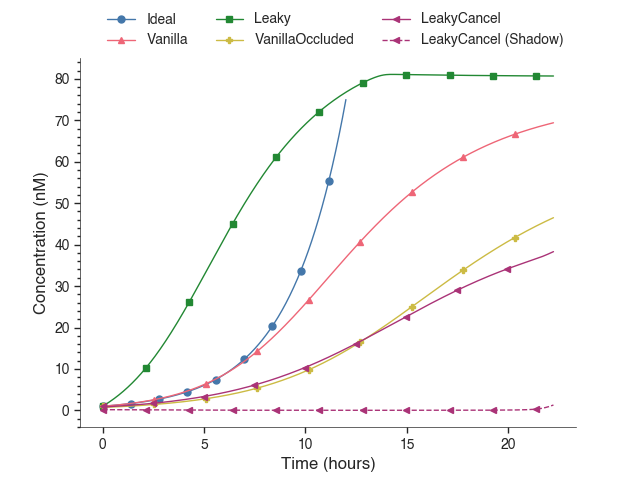 Ideal Leaky LeakyCancel
Vanilla VanillaOccluded LeakyCancel (Shadow)
80
70
60
50
40
30
20
10
0
Concentration (nM)
0 5 10 15 20
Time (hours)